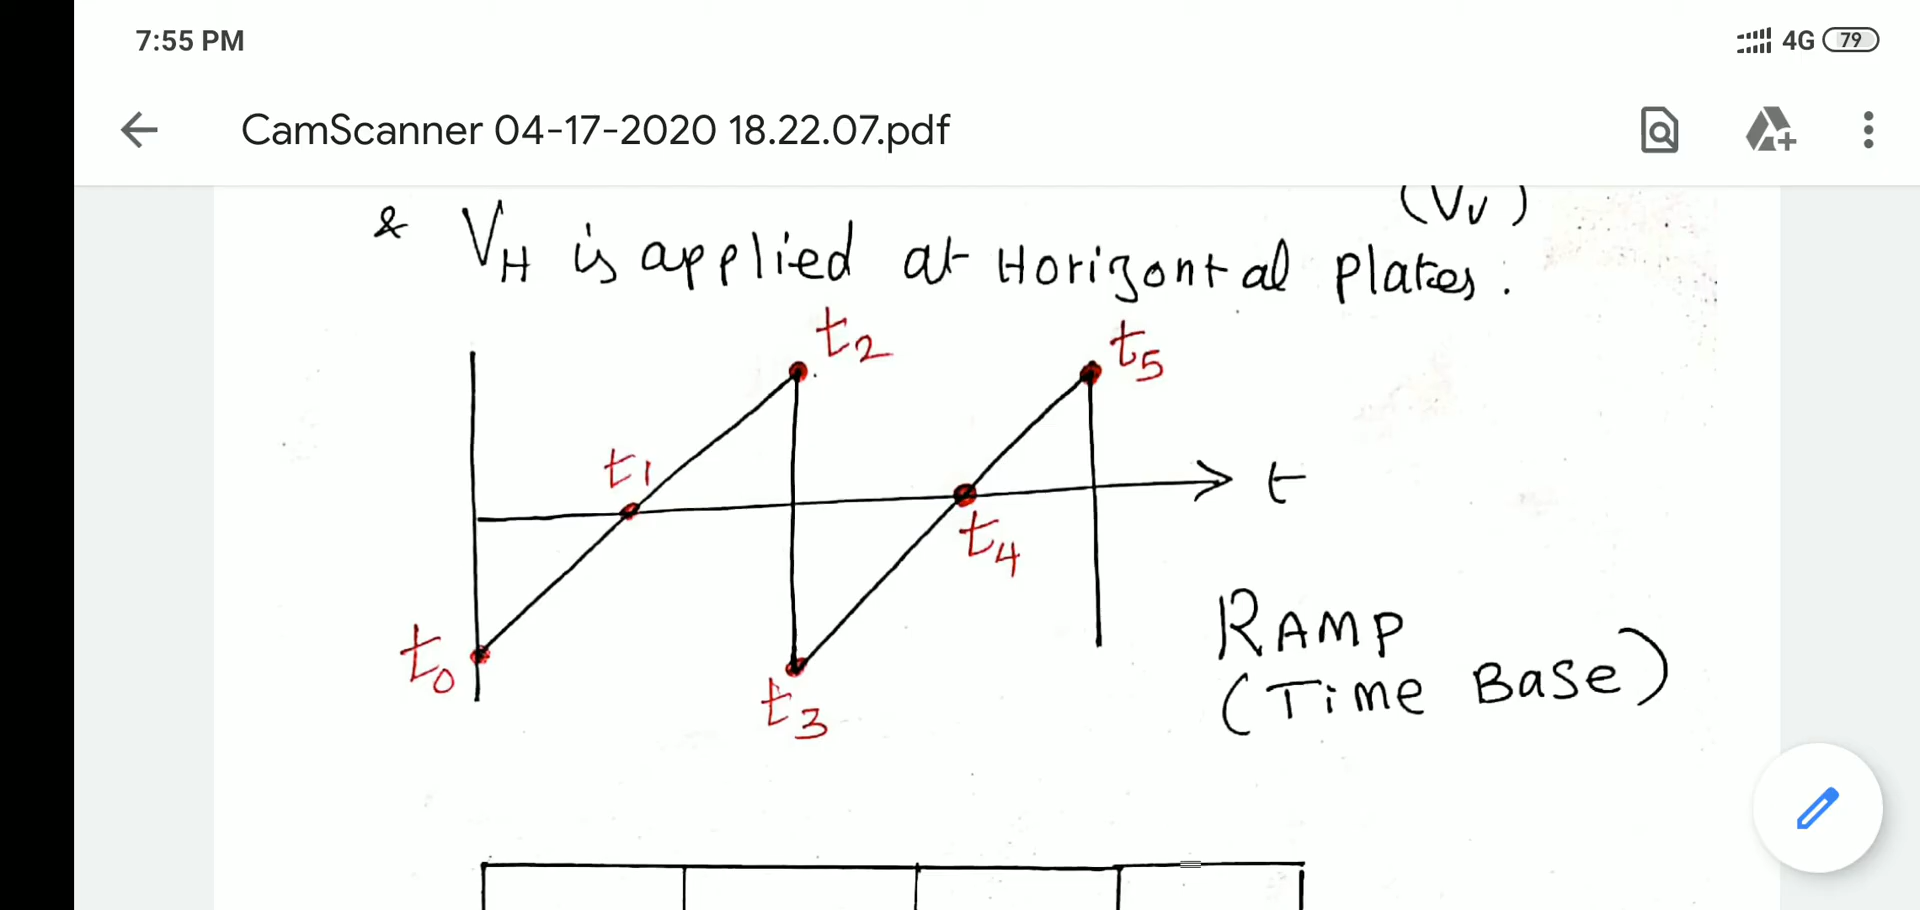 7:55 PM
4G 79
CamScanner 04-17-2020 18.22.07.pdf
(Vv)
& VH is applied at Horizontal plates.
t2
t5
t1
t
t4
t0
t3
RAMP
(Time Base)